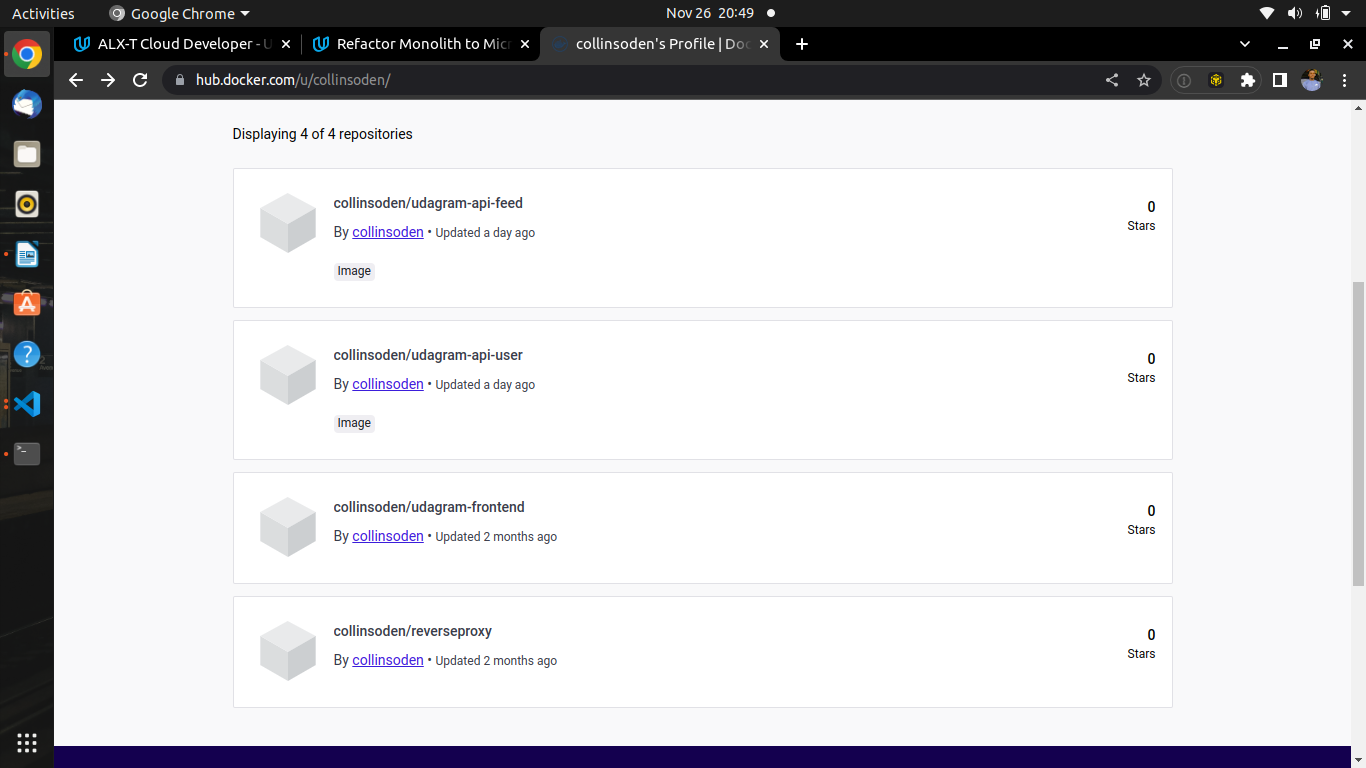 Activities
Google Chrome
Nov 26 20:49
ALX-T Cloud Developer - U
Refactor Monolith to Micr
collinsoden's Profile | Doc
hub.docker.com/u/collinsoden/
Displaying 4 of 4 repositories
collinsoden/udagram-api-feed
By collinsoden • Updated a day ago
Image
0
Stars
collinsoden/udagram-api-user
By collinsoden • Updated a day ago
Image
0
Stars
collinsoden/udagram-frontend
By collinsoden • Updated 2 months ago
0
Stars
collinsoden/reverseproxy
By collinsoden • Updated 2 months ago
0
Stars